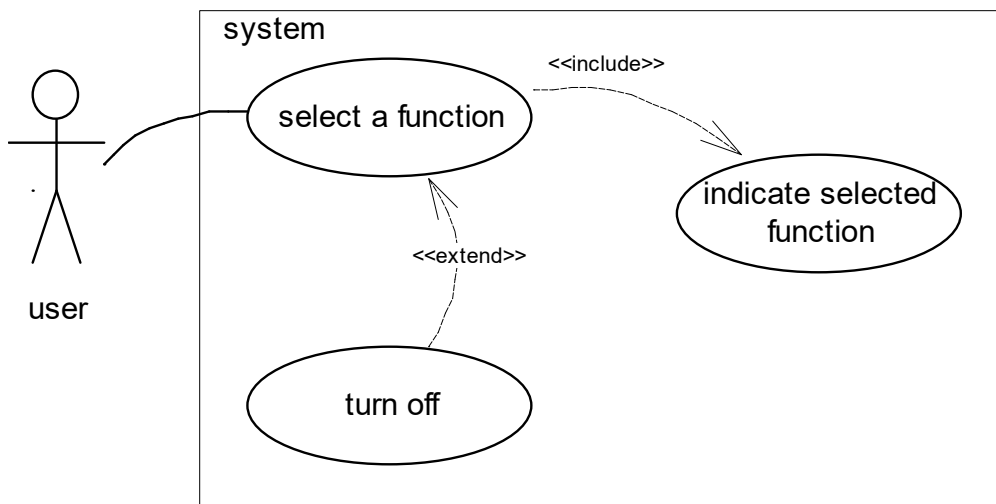 system
<<include>>
select a function
indicate selected
function
<<extend>>
user
turn off